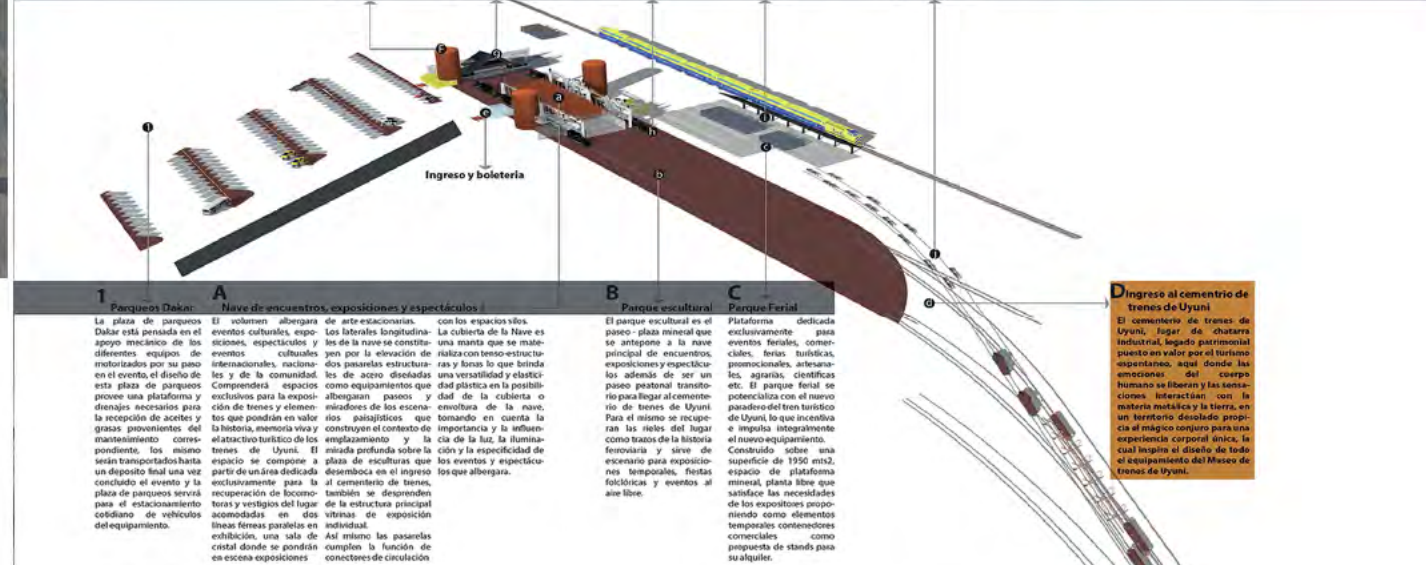 F
g
a
1
e
i
h
c
Ingreso y boleteria
b
j
d
1
Parqueos Dakar
La plaza de parqueos
Dakar está pensada en el
apoyo mecánico de los
diferentes equipos de
motorizados por su paso
en el evento, el diseño de
esta plaza de parqueos
provee una plataforma y
drenajes necesarios para
la recepción de aceites y
grasas provenientes del
mantenimiento corres-
pondiente, los mismo
serán transportados hasta
un deposito final una vez
concluido el evento y la
plaza de parqueos servirá
para el estacionamiento
cotidiano de vehículos
del equipamiento.
A
Nave de encuentros, exposiciones y espectáculos
El volumen albergara
eventos culturales, expo-
siciones, espectáculos y
eventos culturales
internacionales, naciona-
les y de la comunidad.
Comprenderá espacios
exclusivos para la exposi-
ción de trenes y elemen-
tos que pondrán en valor
la historia, memoria viva y
el atractivo turístico de los
trenes de Uyuni. El
espacio se compone a
partir de un área dedicada
exclusivamente para la
recuperación de locomo-
toras y vestigios del lugar
acomodadas en dos
líneas férreas paralelas en
exhibición, una sala de
cristal donde se pondrán
en escena exposiciones
de arte estacionarias.
Los laterales longitudina-
les de la nave se constitu-
yen por la elevación de
dos pasarelas estructura-
les de acero diseñadas
como equipamientos que
albergaran paseos y
miradores de los escena-
rios paisajísticos que
construyen el contexto de
emplazamiento y la
mirada profunda sobre la
plaza de esculturas que
desemboca en el ingreso
al cementerio de trenes,
también se desprenden
de la estructura principal
vitrinas de exposición
individual.
Así mismo las pasarelas
cumplen la función de
conectores de circulación
con los espacios silos.
La cubierta de la Nave es
una manta que se mate-
rializa con tenso-estructu-
ras y lonas lo que brinda
una versatilidad y elastici-
dad plástica en la posibili-
dad de la cubierta o
envoltura de la nave,
tomando en cuenta la
importancia y la influen-
cia de la luz, la ilumina-
ción y la especificidad de
los eventos y espectácu-
los que albergara.
B
Parque escultural
El parque escultural es el
paseo - plaza mineral que
se antepone a la nave
principal de encuentros,
exposiciones y espectácu-
los además de ser un
paseo peatonal transito-
rio para llegar al cemente-
rio de trenes de Uyuni.
Para el mismo se recupe-
ran las rieles del lugar
como trazos de la historia
ferroviaria y sirve de
escenario para exposicio-
nes temporales, fiestas
folclóricas y eventos al
aire libre.
C
Parque Ferial
Plataforma dedicada
exclusivamente para
eventos feriales, comer-
ciales, ferias turísticas,
promocionales, artesana-
les, agrarias, científicas
etc. El parque ferial se
potencializa con el nuevo
paradero del tren turístico
de Uyuni, lo que incentiva
e impulsa integralmente
el nuevo equipamiento.
Construido sobre una
superficie de 1950 mts2,
espacio de plataforma
mineral, planta libre que
satisface las necesidades
de los expositores propo-
niendo como elementos
temporales contenedores
comerciales como
propuesta de stands para
su alquiler.
D Ingreso al cementrio de
trenes de Uyuni
El cementerio de trenes de
Uyuni, lugar de chatarra
industrial, legado patrimonial
puesto en valor por el turismo
espontaneo, aquí donde las
emociones del cuerpo
humano se liberan y las sensa-
ciones interactúan con la
materia metálica y la tierra, en
un territorio desolado propi-
cia el mágico conjuro para una
experiencia corporal única, la
cual inspira el diseño de todo
el equipamiento del Museo de
trenes de Uyuni.